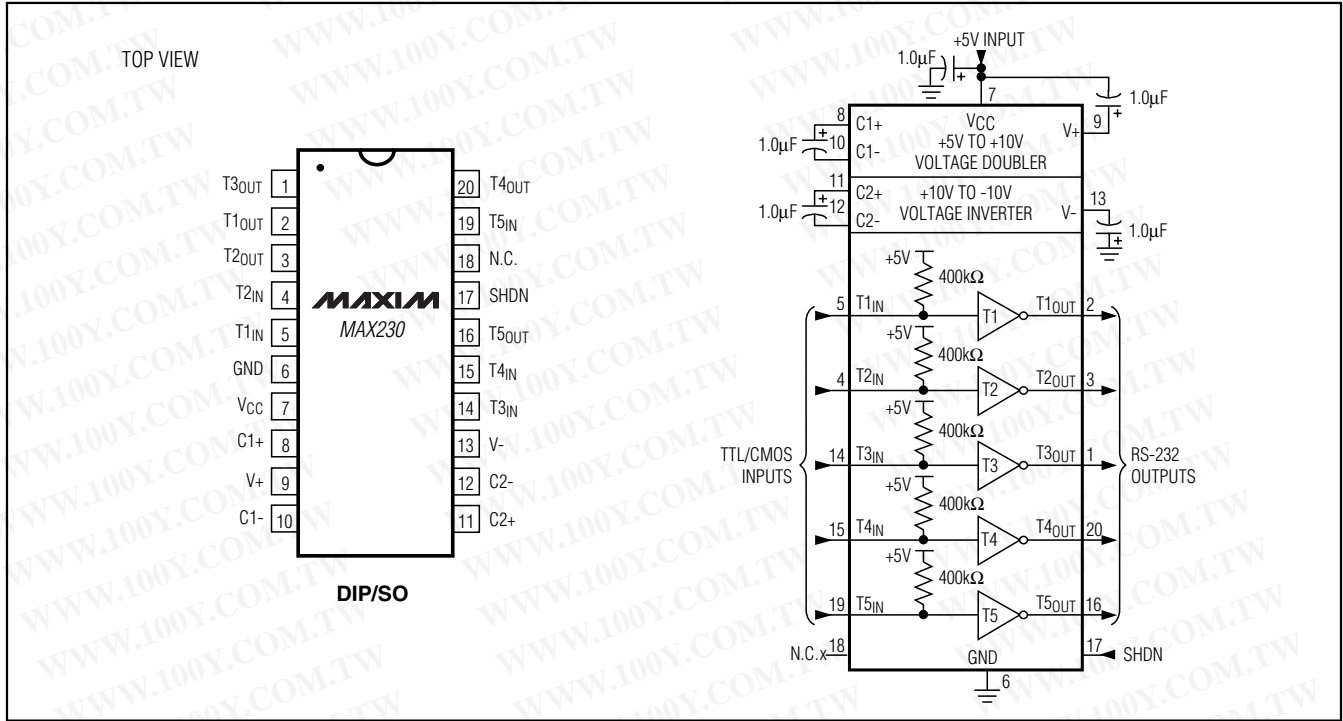 TOP VIEW
T3OUT 1
T1OUT 2
T2OUT 3
T2IN 4
T1IN 5
GND 6
VCC 7
C1+ 8
V+ 9
C1- 10
20 T4OUT
19 T5IN
18 N.C.
17 SHDN
16 T5OUT
15 T4IN
14 T3IN
13 V-
12 C2-
11 C2+
MAXIM
MAX230
DIP/SO
+5V INPUT
1.0µF
+
7
1.0µF
+
8 C1+
10 C1-
1.0µF
+
VCC
+5V TO +10V
VOLTAGE DOUBLER
V+ 9
11 C2+
12 C2-
1.0µF
+
+10V TO -10V
VOLTAGE INVERTER
V- 13
1.0µF
+
+5V
400kΩ
5 T1IN T1 T1OUT 2
+5V
400kΩ
4 T2IN T2 T2OUT 3
+5V
400kΩ
14 T3IN T3 T3OUT 1
+5V
400kΩ
15 T4IN T4 T4OUT 20
+5V
400kΩ
19 T5IN T5 T5OUT 16
TTL/CMOS
INPUTS
RS-232
OUTPUTS
N.C.x 18
GND
6
17 SHDN
WWW.100Y.COM.TW